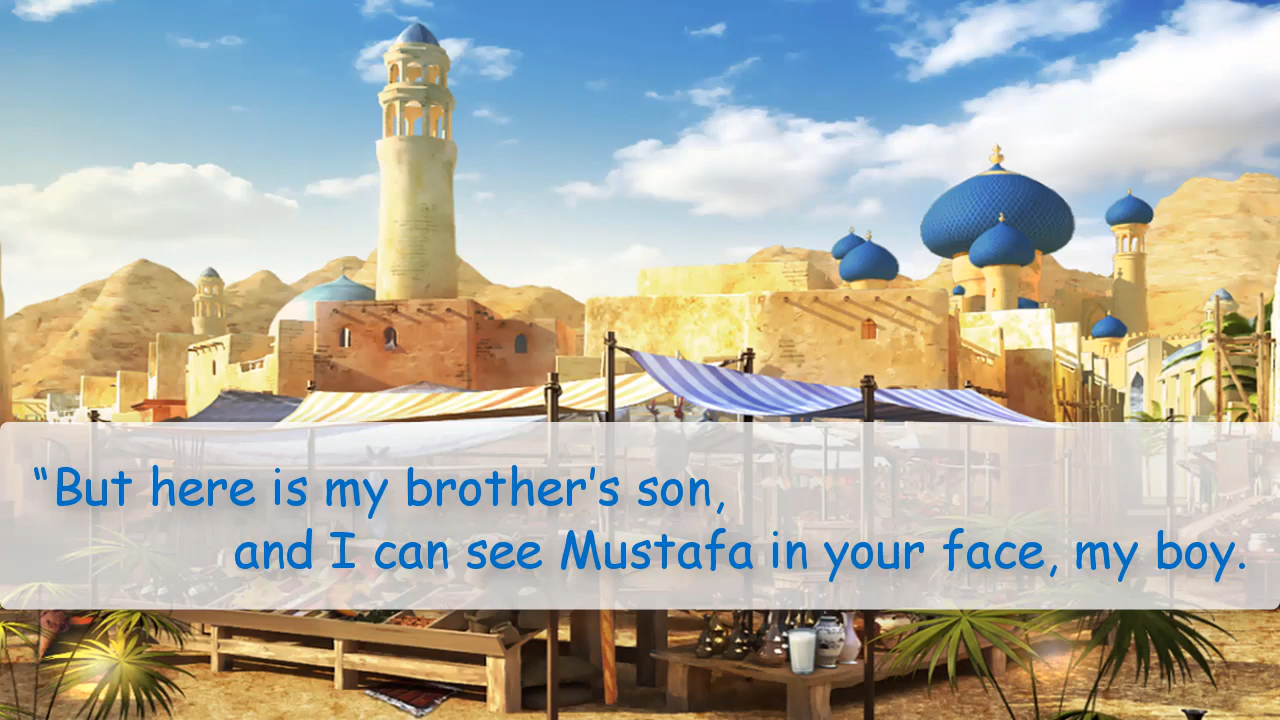 “But here is my brother’s son,
and I can see Mustafa in your face, my boy.